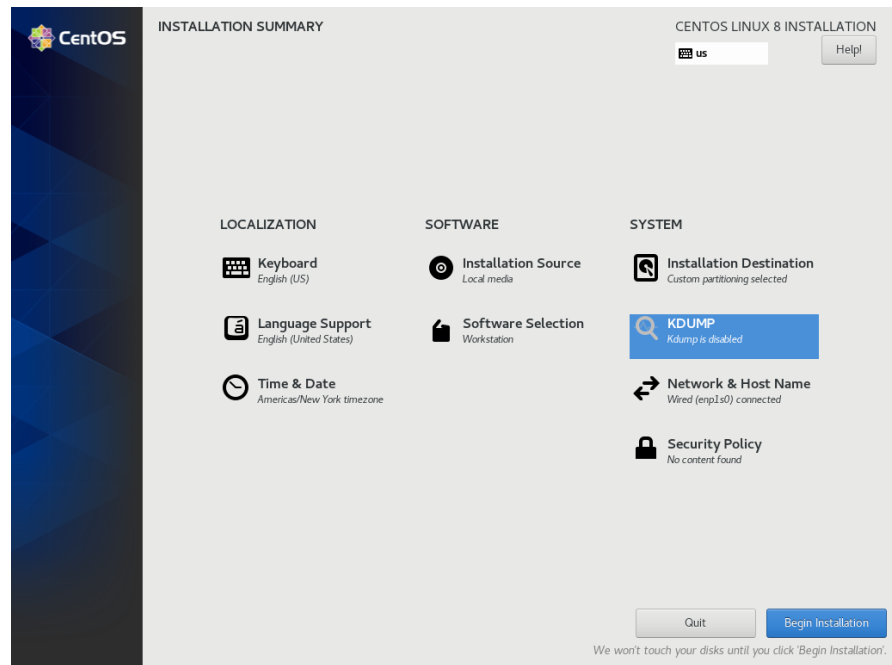 CentOS
INSTALLATION SUMMARY
CENTOS LINUX 8 INSTALLATION
us
Help!
LOCALIZATION
Keyboard
English (US)
Language Support
English (United States)
Time & Date
Americas/New York timezone
SOFTWARE
Installation Source
Local media
Software Selection
Workstation
SYSTEM
Installation Destination
Custom partitioning selected
KDUMP
Kdump is disabled
Network & Host Name
Wired (enp1s0) connected
Security Policy
No content found
Quit
Begin Installation
We won't touch your disks until you click 'Begin Installation'.